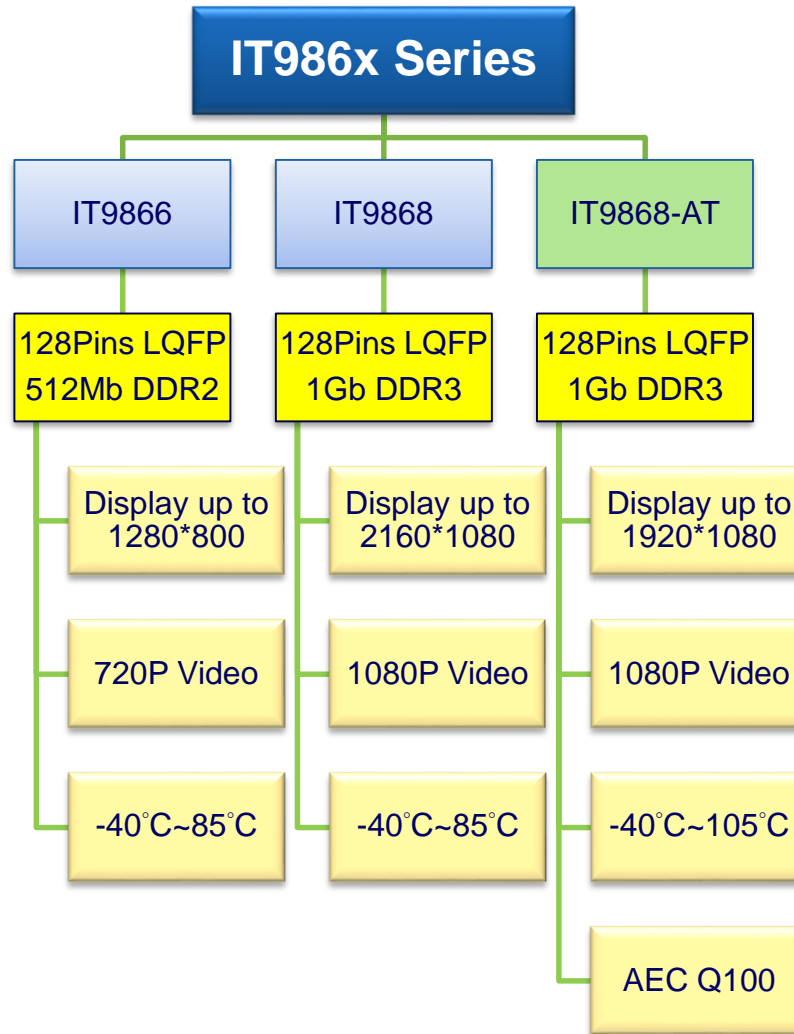 IT986x Series
IT9866
IT9868
IT9868-AT
128Pins LQFP
512Mb DDR2
128Pins LQFP
1Gb DDR3
128Pins LQFP
1Gb DDR3
Display up to
1280*800
Display up to
2160*1080
Display up to
1920*1080
720P Video
1080P Video
1080P Video
-40°C~85°C
-40°C~85°C
-40°C~105°C
AEC Q100